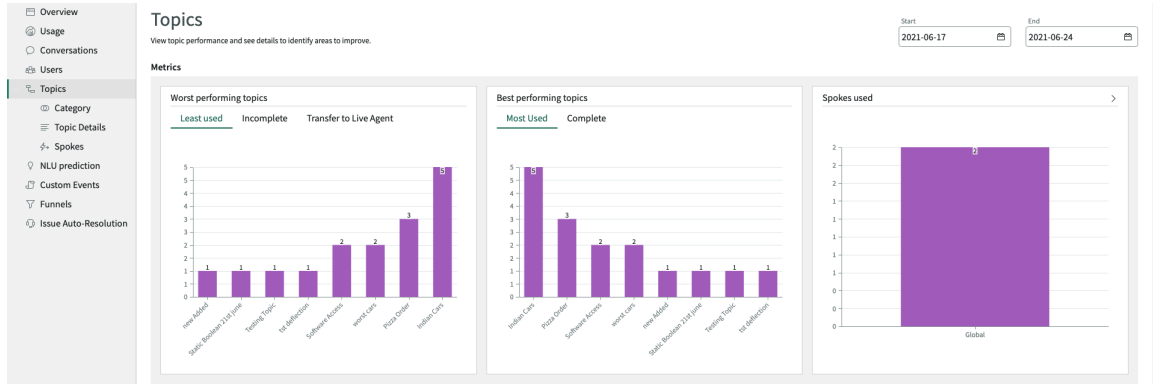 Overview
Usage
Conversations
Users
Topics
Category
Topic Details
Spokes
NLU prediction
Custom Events
Funnels
Issue Auto-Resolution
Topics
View topic performance and see details to identify areas to improve.
Start
2021-06-17
End
2021-06-24
Metrics
Worst performing topics
Least used Incomplete Transfer to Live Agent
5
5
4
4
3
3
2
2
1
1
0
1 1 1 1 2 2 3 5
new Added
Static Boolean 21st june
Testing Topic
tst deflection
Software Access
worst cars
Pizza Order
Indian Cars
Best performing topics
Most Used Complete
5
5
4
4
3
3
2
2
1
1
0
5 3 2 2 1 1 1 1
Indian Cars
Pizza Order
Software Access
worst cars
new Added
Static Boolean 21st june
Testing Topic
tst deflection
Spokes used
2
2
2
1
1
1
1
1
0
0
0
2
Global